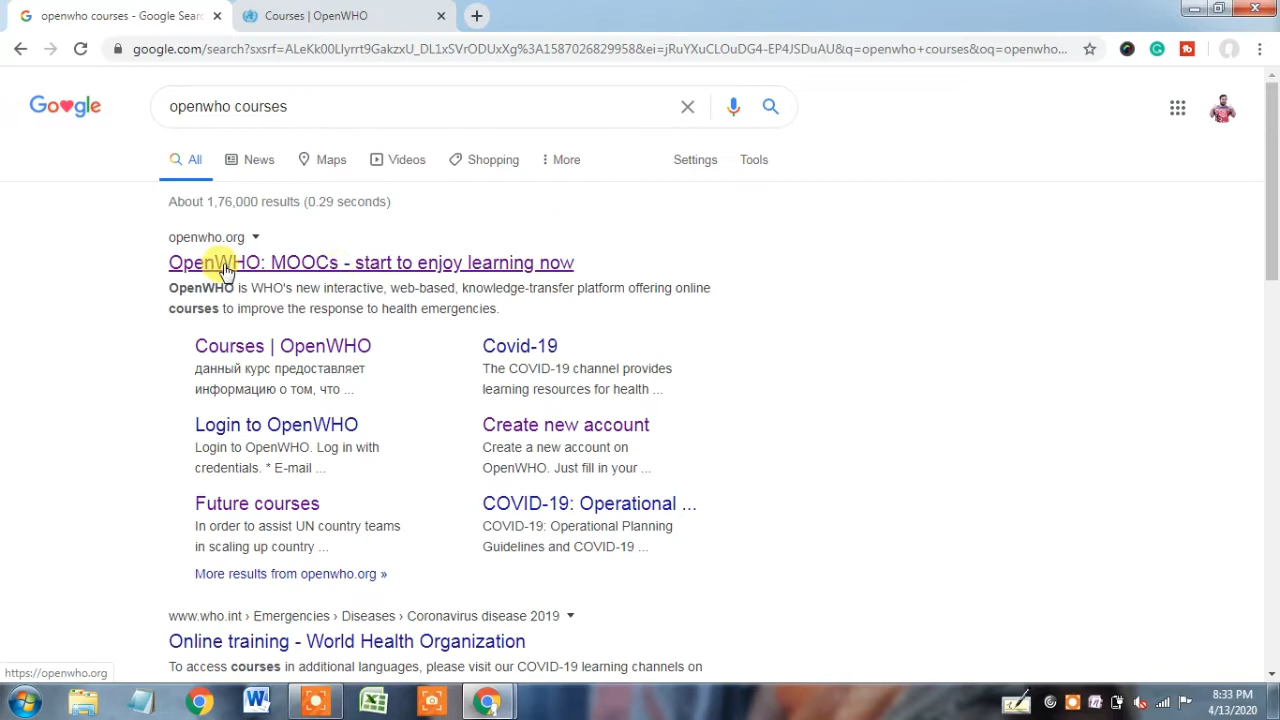 openwho courses - Google Sear
Courses | OpenWHO
google.com/search?sxsrf=ALeKk00Llyrrt9GakzxU_DL1xSVrODUxXg%3A1587026829958&ei=jRuYXuCLOuDG4-EP4JSDuAU&q=openwho+courses&oq=openwho...
Google
openwho courses
All News Maps Videos Shopping More Settings Tools
About 1,76,000 results (0.29 seconds)
openwho.org
OpenWHO: MOOCs - start to enjoy learning now
OpenWHO is WHO's new interactive, web-based, knowledge-transfer platform offering online
courses to improve the response to health emergencies.
Courses | OpenWHO
данный курс предоставляет
информацию о том, что ...
Covid-19
The COVID-19 channel provides
learning resources for health ...
Login to OpenWHO
Login to OpenWHO. Log in with
credentials. * E-mail ...
Create new account
Create a new account on
OpenWHO. Just fill in your ...
Future courses
In order to assist UN country teams
in scaling up country ...
COVID-19: Operational ...
COVID-19: Operational Planning
Guidelines and COVID-19 ...
More results from openwho.org »
www.who.int › Emergencies › Diseases › Coronavirus disease 2019
Online training - World Health Organization
To access courses in additional languages, please visit our COVID-19 learning channels on
https://openwho.org
8:33 PM
4/13/2020